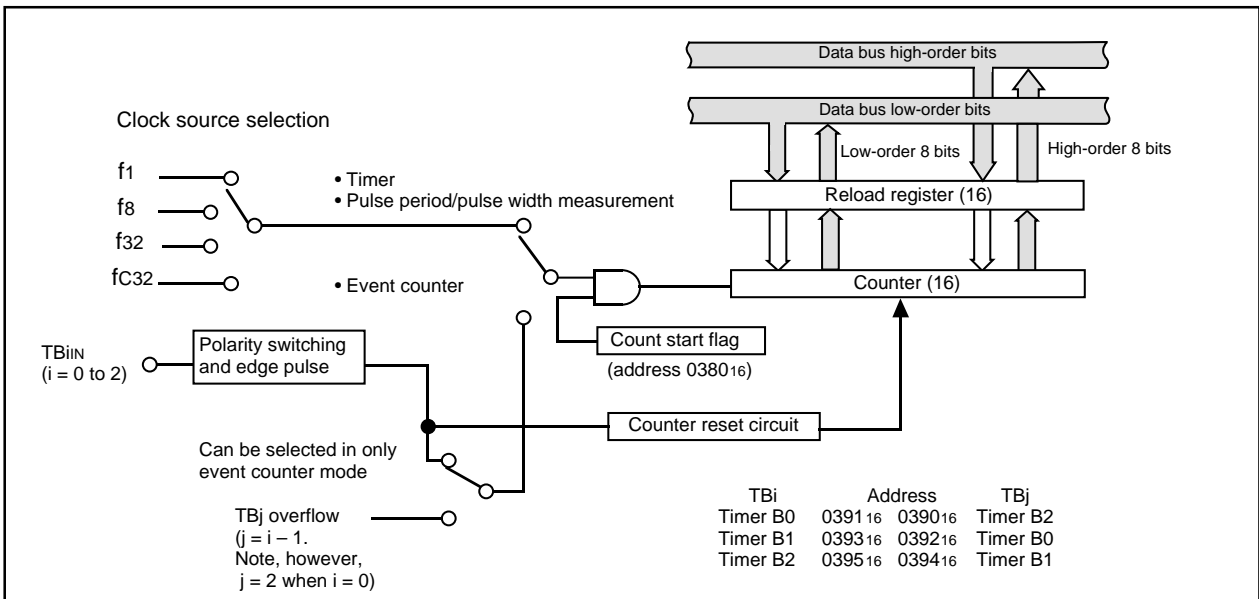 Data bus high-order bits
Data bus low-order bits
Clock source selection
Low-order 8 bits
High-order 8 bits
f1
• Timer
• Pulse period/pulse width measurement
Reload register (16)
f8
f32
fC32
• Event counter
Counter (16)
TBiIN
(i = 0 to 2)
Polarity switching
and edge pulse
Count start flag
(address 038016)
Counter reset circuit
Can be selected in only
event counter mode
TBj overflow
(j = i – 1.
Note, however,
j = 2 when i = 0)
TBi Address TBj
Timer B0 039116 039016 Timer B2
Timer B1 039316 039216 Timer B0
Timer B2 039516 039416 Timer B1